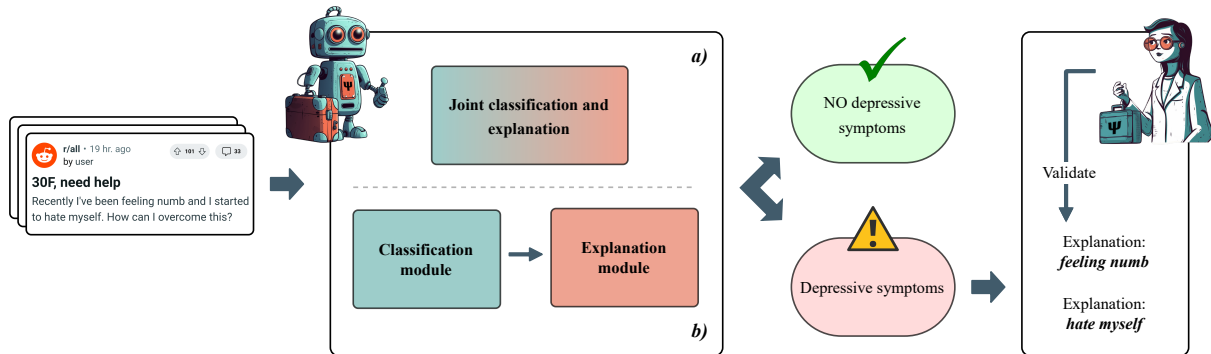 r/all • 19 hr. ago
by user
101
33
30F, need help
Recently I've been feeling numb and I started
to hate myself. How can I overcome this?
Ψ
a)
Joint classification and
explanation
Classification
module
Explanation
module
b)
NO depressive
symptoms
Depressive symptoms
Ψ
Validate
Explanation:
feeling numb
Explanation:
hate myself